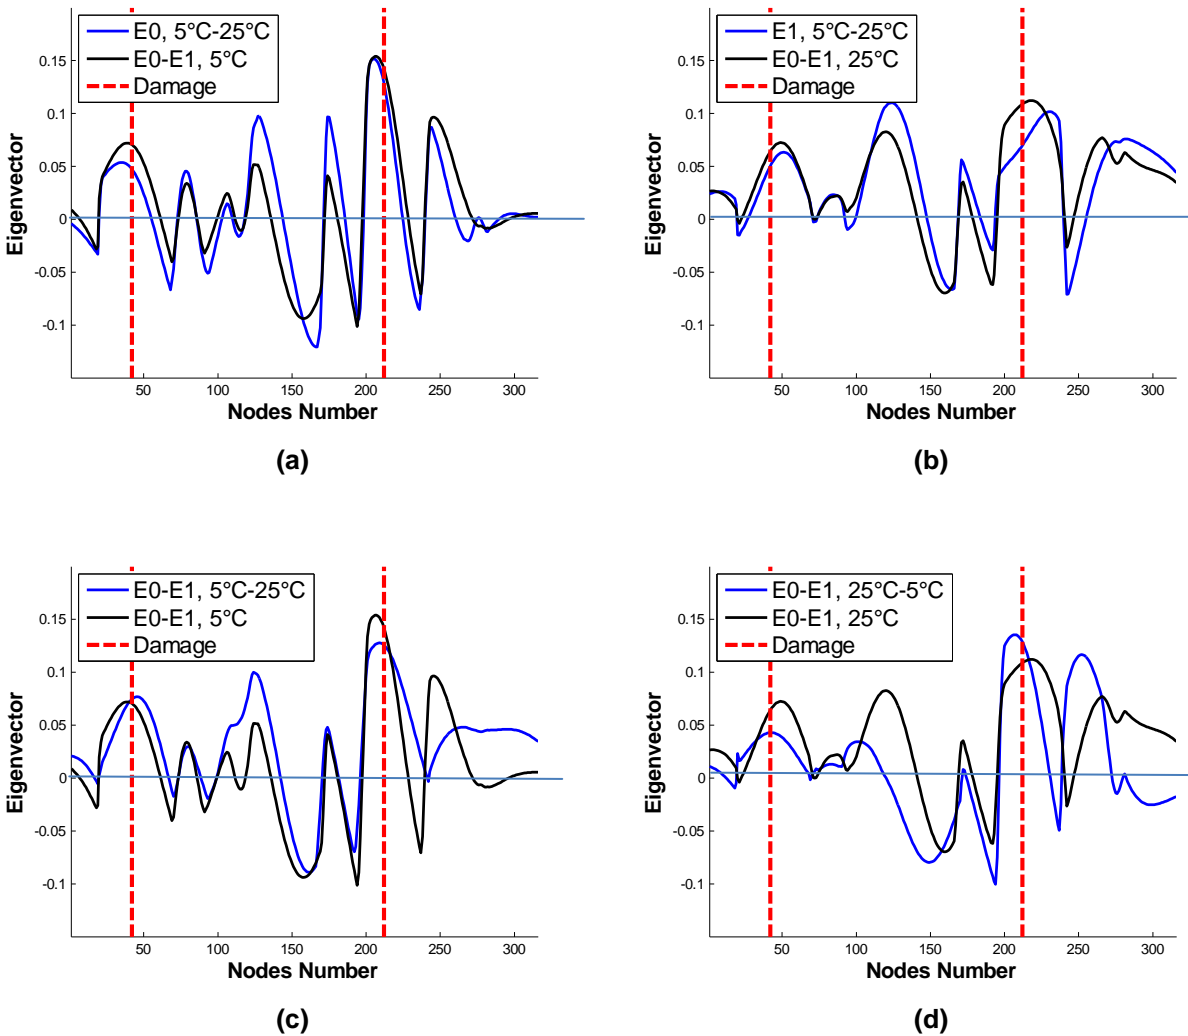 E0, 5°C-25°C
E0-E1, 5°C
Damage
0.15
0.1
0.05
0
-0.05
-0.1
Eigenvector
50 100 150 200 250 300
Nodes Number
(a)
E1, 5°C-25°C
E0-E1, 25°C
Damage
0.15
0.1
0.05
0
-0.05
-0.1
Eigenvector
50 100 150 200 250 300
Nodes Number
(b)
E0-E1, 5°C-25°C
E0-E1, 5°C
Damage
0.15
0.1
0.05
0
-0.05
-0.1
Eigenvector
50 100 150 200 250 300
Nodes Number
(c)
E0-E1, 25°C-5°C
E0-E1, 25°C
Damage
0.15
0.1
0.05
0
-0.05
-0.1
Eigenvector
50 100 150 200 250 300
Nodes Number
(d)